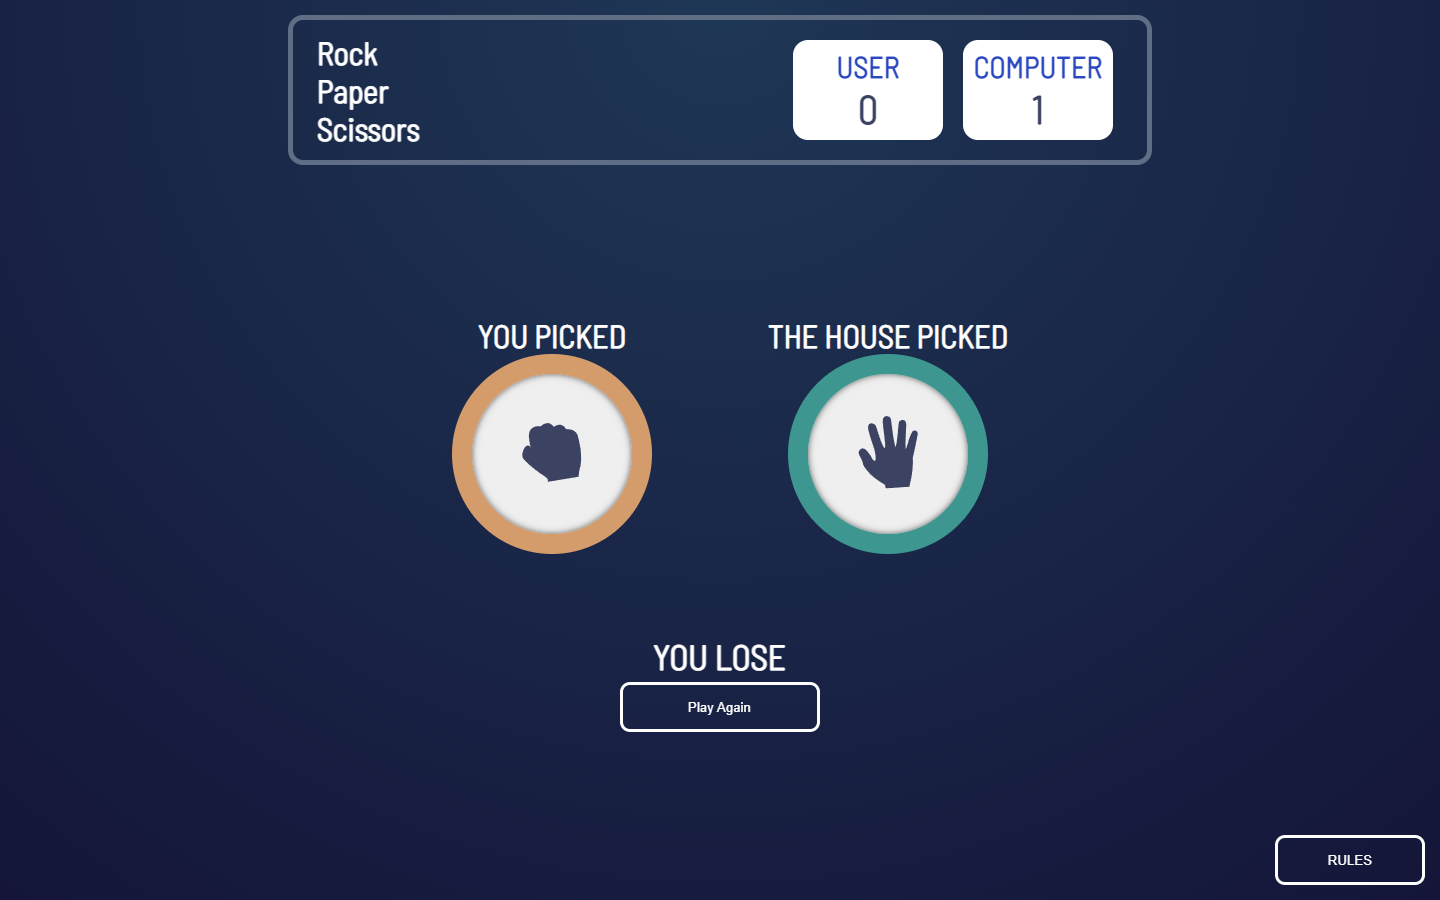 Rock
Paper
Scissors
USER
0
COMPUTER
1
YOU PICKED
THE HOUSE PICKED
YOU LOSE
Play Again
RULES